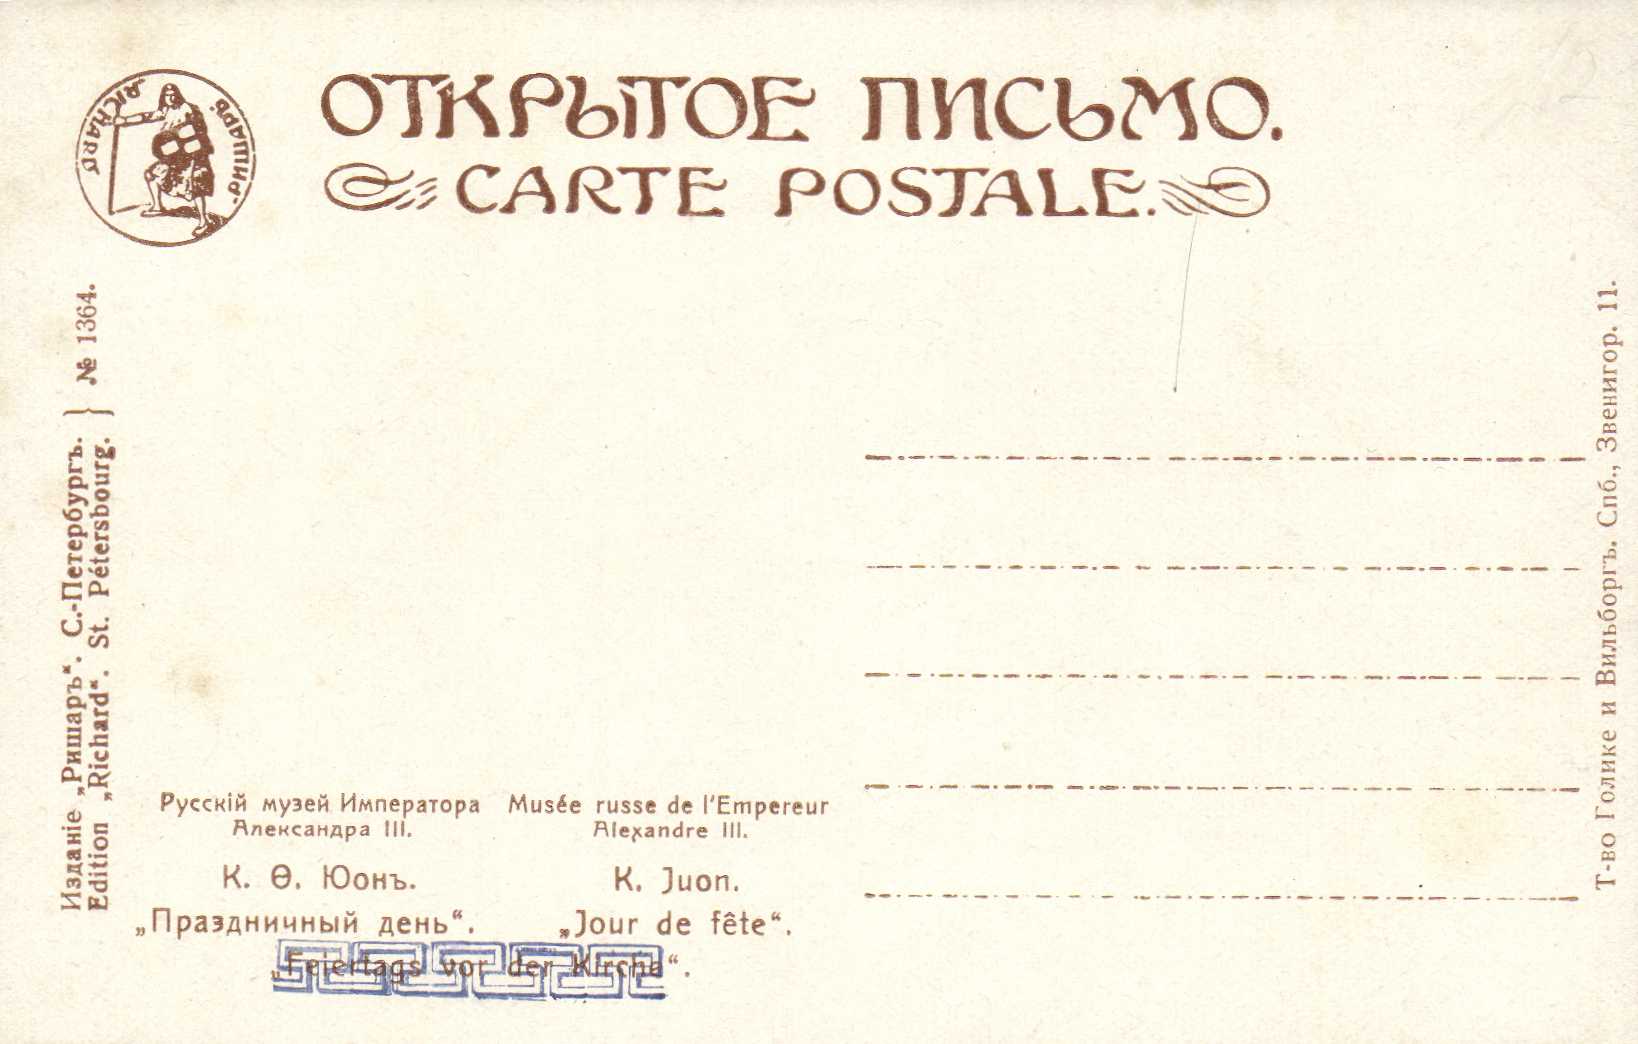 ОТКРЫТОЕ ПИСЬМО.
CARTE POSTALE.
RICHARD. РИШАРЪ.
Изданіе „Ришаръ“. С.-Петербургъ.
Edition „Richard“. St. Pétersbourg.
№ 1364.
Русскій музей Императора
Александра III.
К. Ѳ. Юонъ.
„Праздничный день“.
Musée russe de l'Empereur
Alexandre III.
K. Juon.
„Jour de fête“.
„Feiertags vor der Kirche“.
Т-во Голике и Вильборгъ. Спб., Звенигор. 11.